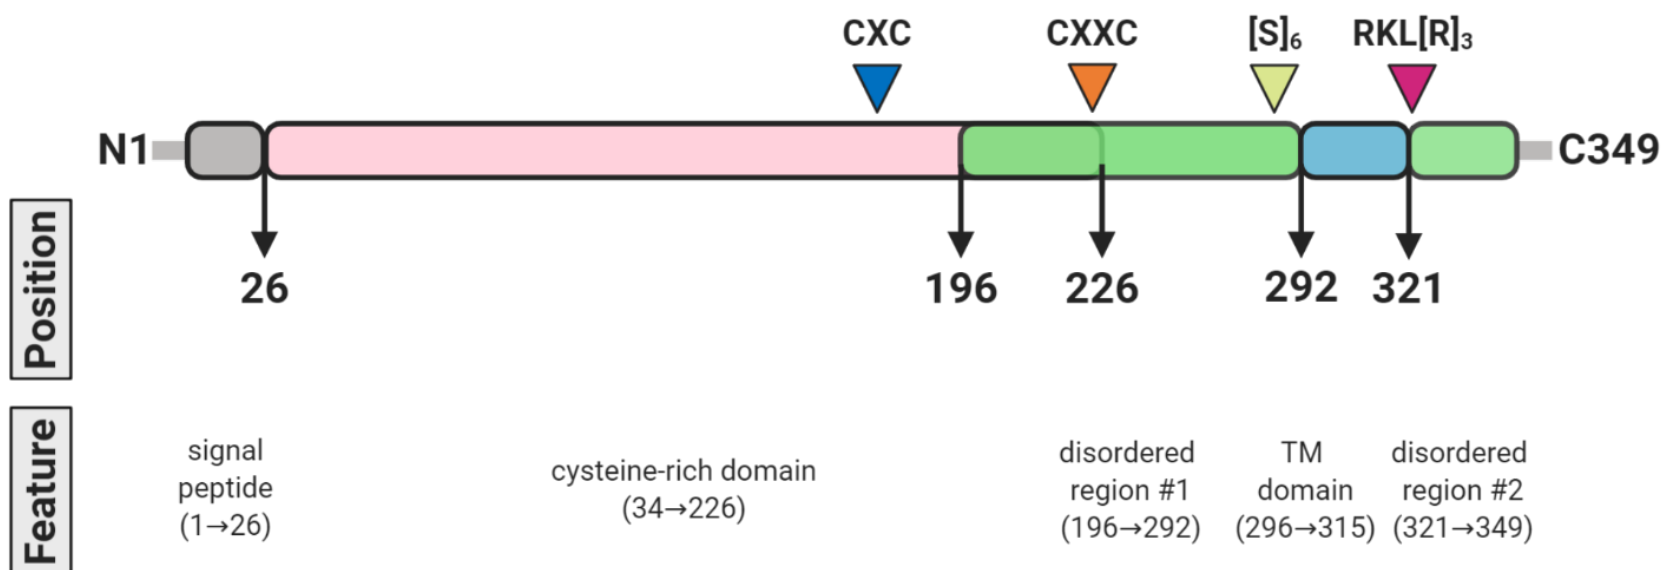 CXC CXXC [S]₆ RKL[R]₃
N1 C349
Position
26 196 226 292 321
Feature
signal
peptide
(1→26)
cysteine-rich domain
(34→226)
disordered
region #1
(196→292)
TM
domain
(296→315)
disordered
region #2
(321→349)